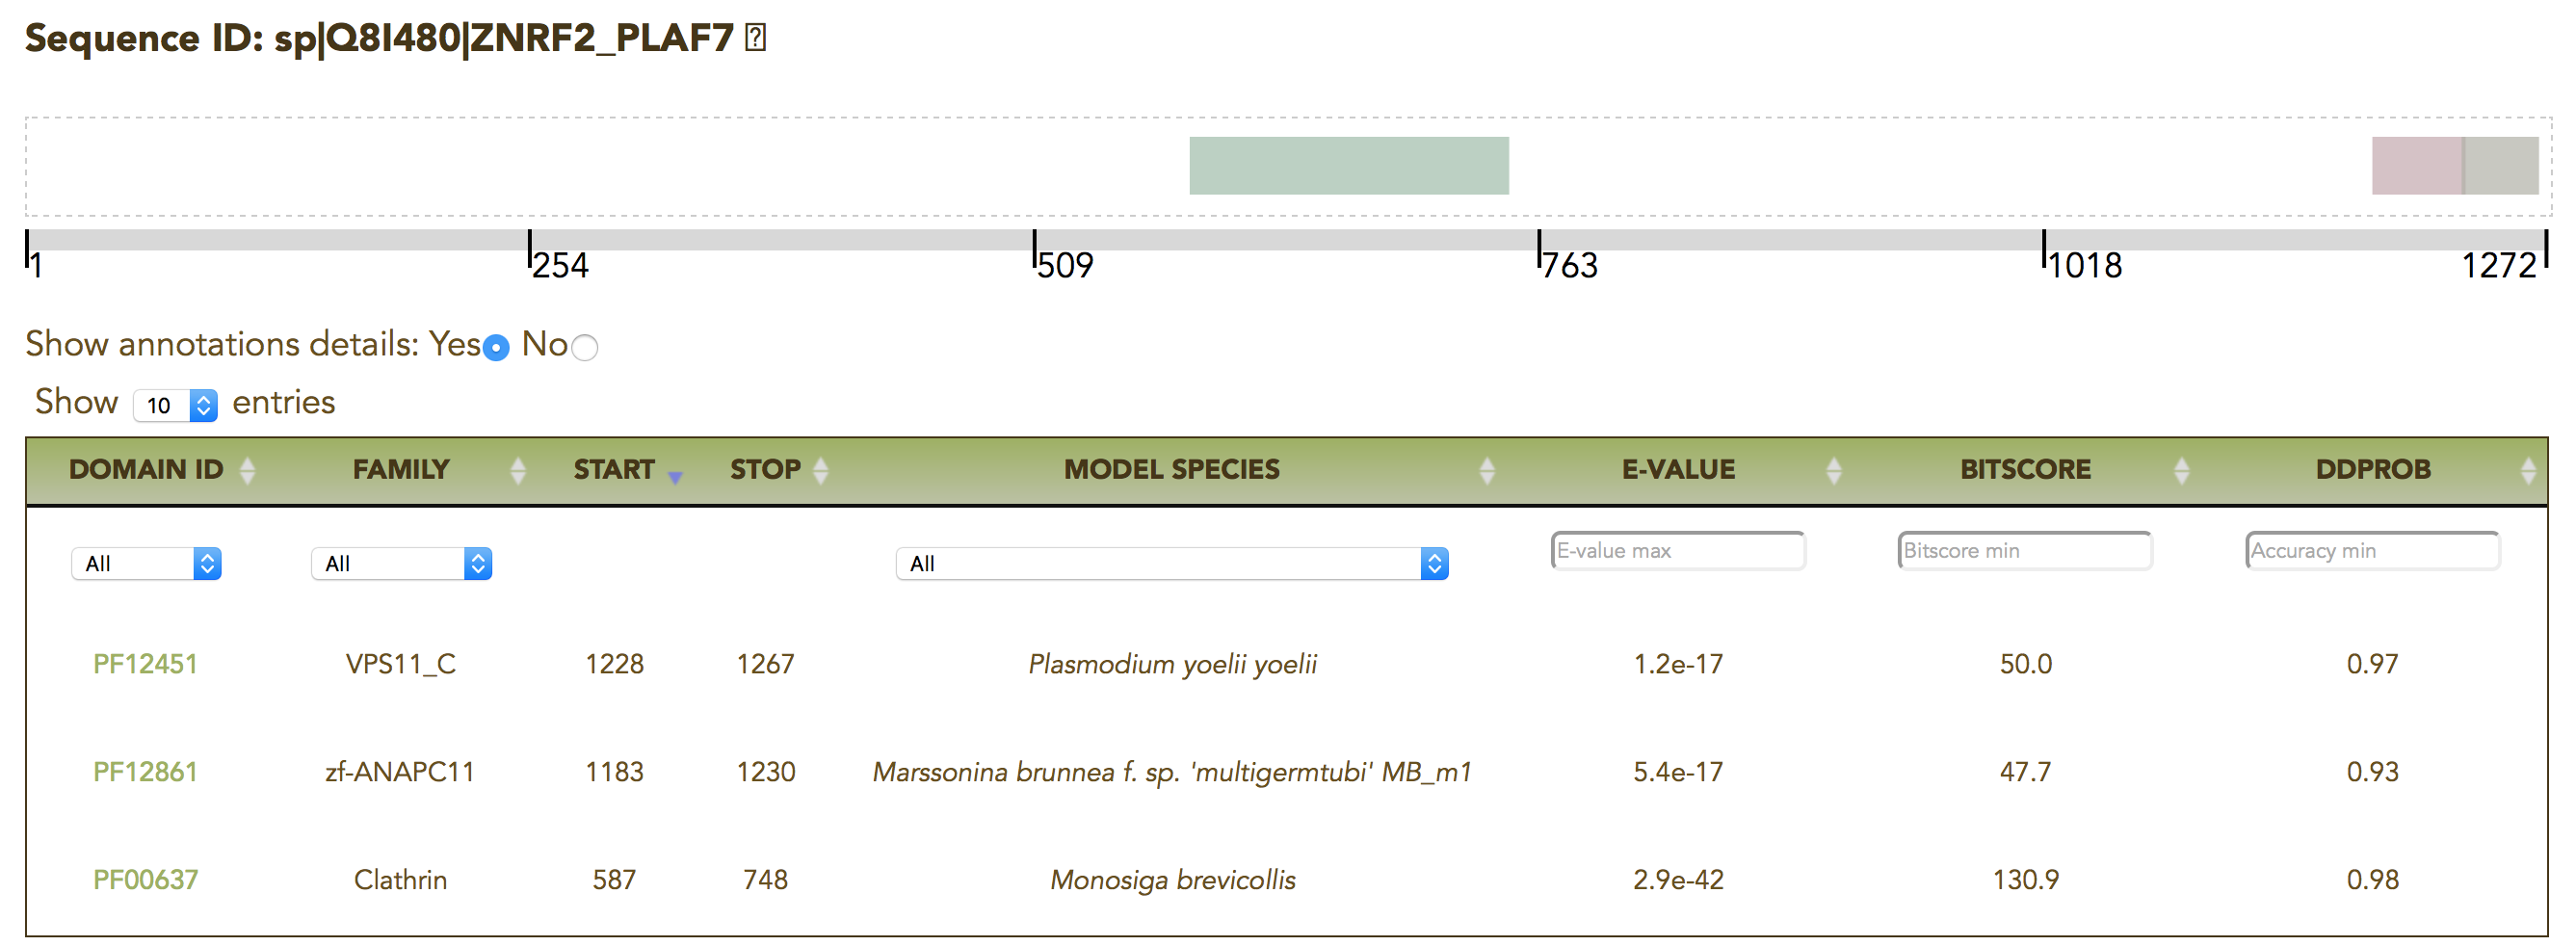 Sequence ID: sp|Q8I480|ZNRF2_PLAF7 ?
1 254 509 763 1018 1272
Show annotations details: Yes No
Show 10 entries
DOMAIN ID FAMILY START STOP MODEL SPECIES E-VALUE BITSCORE DDPROB
All All All E-value max Bitscore min Accuracy min
PF12451 VPS11_C 1228 1267 Plasmodium yoelii yoelii 1.2e-17 50.0 0.97
PF12861 zf-ANAPC11 1183 1230 Marssonina brunnea f. sp. 'multigermtubi' MB_m1 5.4e-17 47.7 0.93
PF00637 Clathrin 587 748 Monosiga brevicollis 2.9e-42 130.9 0.98